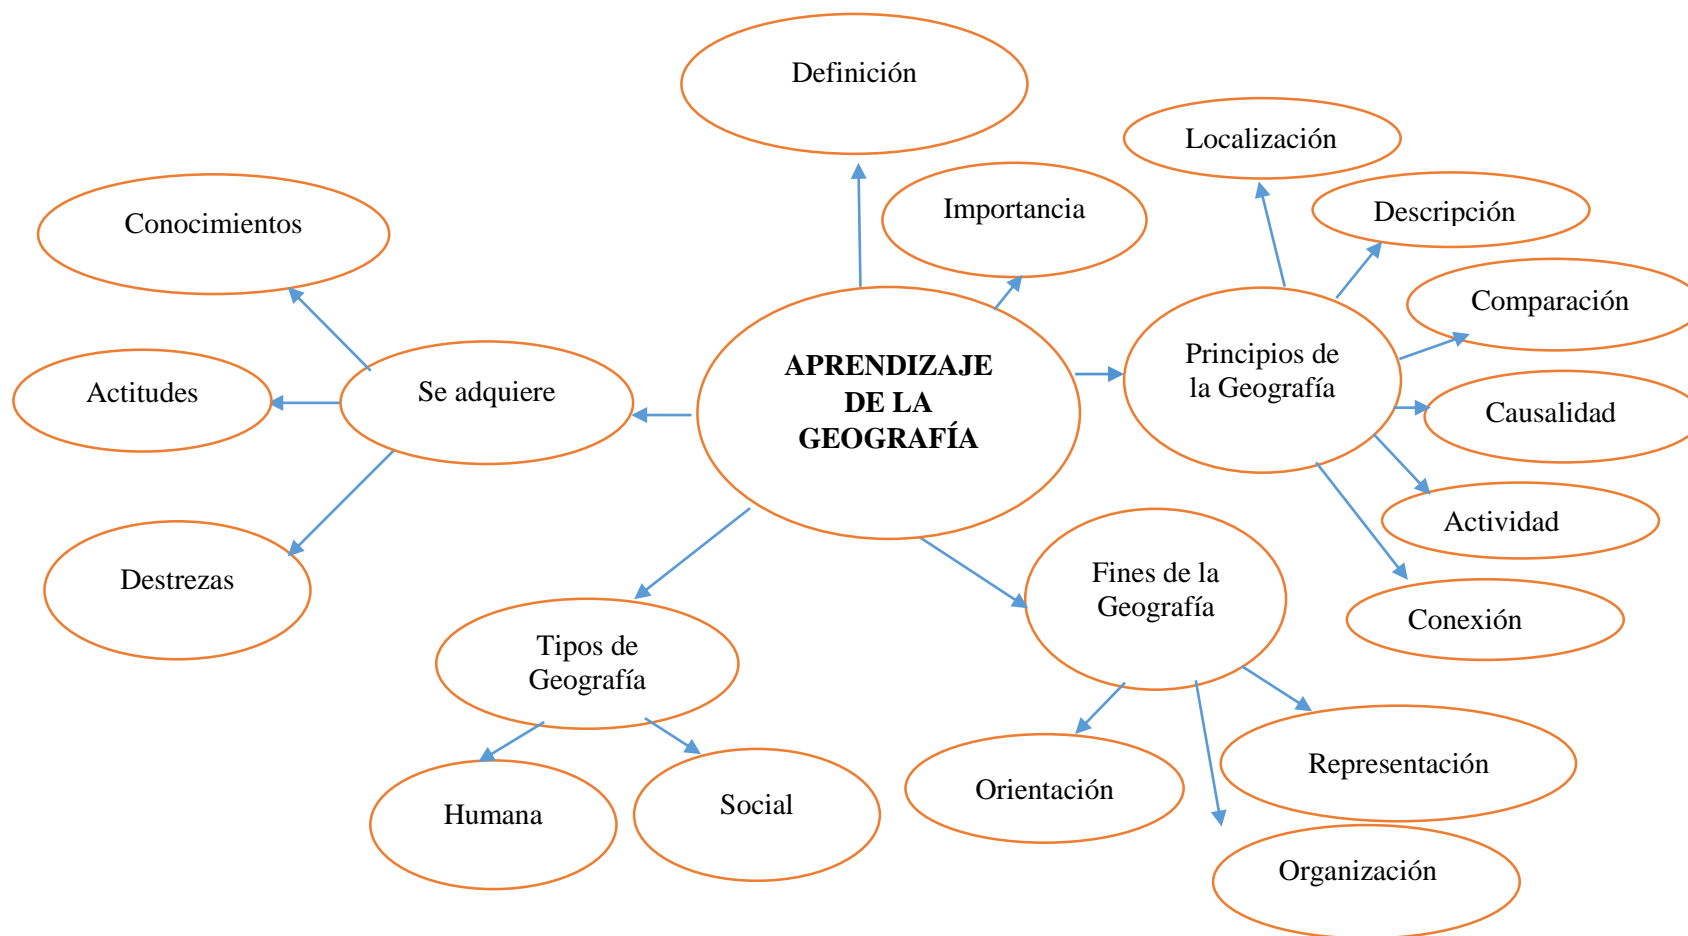 Definición
Localización
Importancia
Descripción
Conocimientos
Comparación
Principios de
la Geografía
APRENDIZAJE
DE LA
GEOGRAFÍA
Actitudes
Se adquiere
Causalidad
Actividad
Destrezas
Fines de la
Geografía
Conexión
Tipos de
Geografía
Humana
Social
Orientación
Representación
Organización